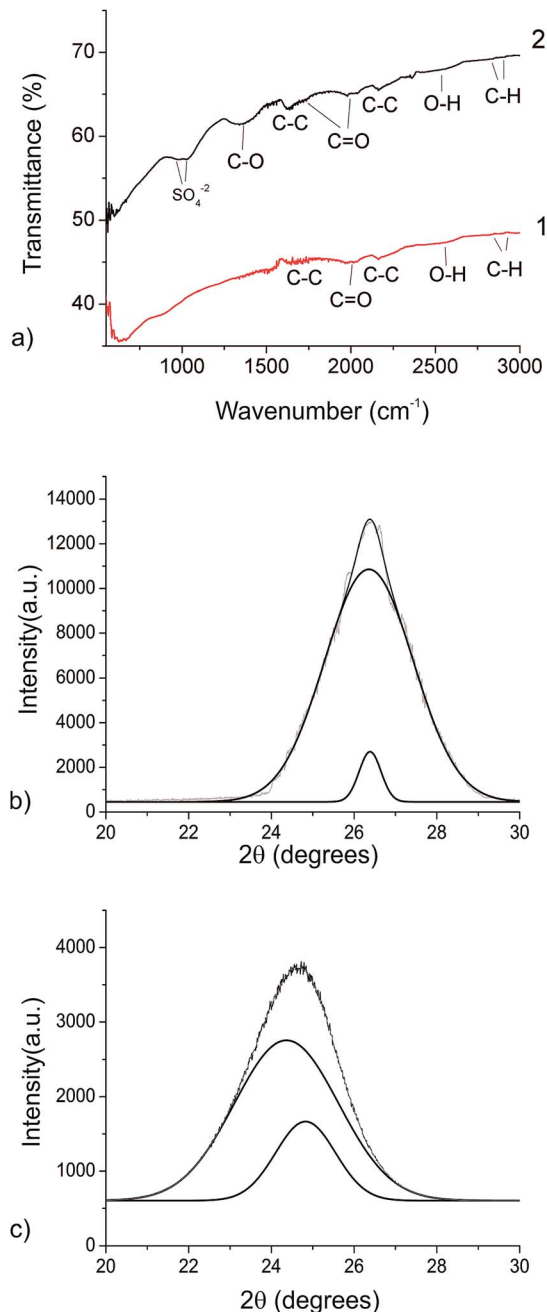 2
70
C-H
O-H
C-C
C=O
C-C
C-O
60
SO₄⁻²
Transmittance (%)
50
1
C-H
O-H
C-C
C=O
C-C
40
a)
1000 1500 2000 2500 3000
Wavenumber (cm⁻¹)
14000
12000
10000
8000
6000
4000
2000
0
Intensity(a.u.)
b)
20 22 24 26 28 30
2θ (degrees)
4000
3000
2000
1000
0
Intensity(a.u.)
c)
20 22 24 26 28 30
2θ (degrees)